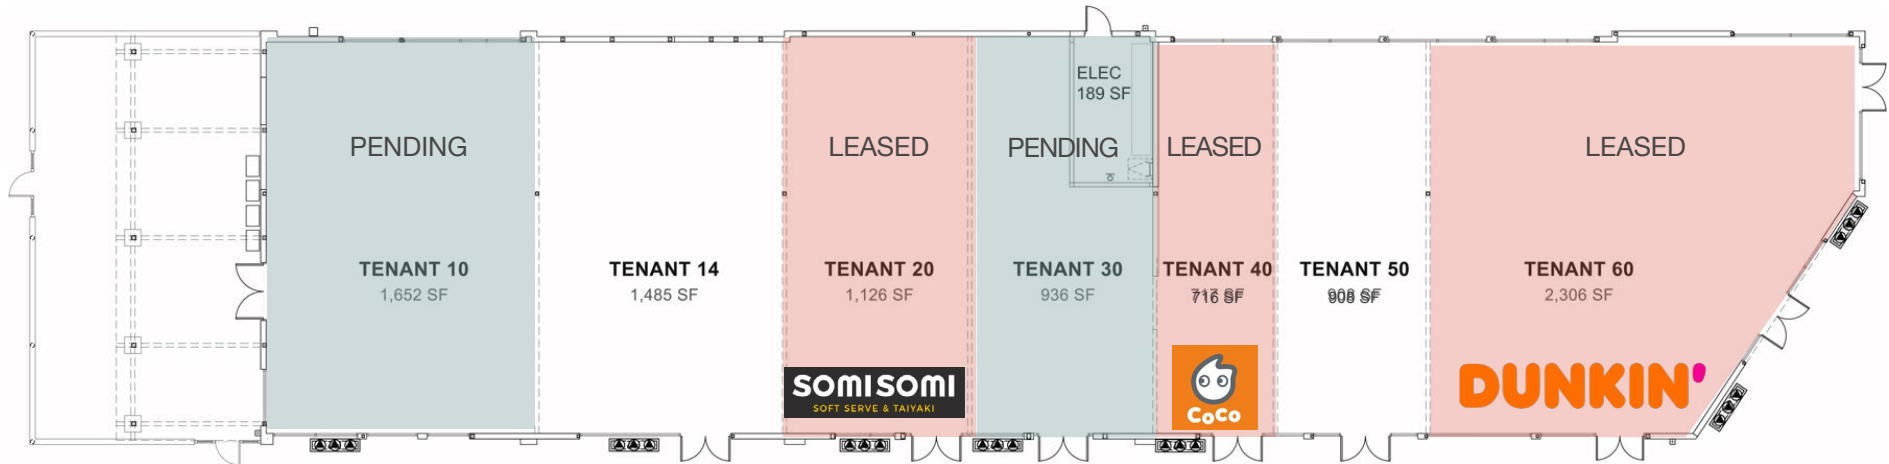 ELEC
189 SF
PENDING
LEASED
PENDING
LEASED
LEASED
TENANT 10
1,652 SF
TENANT 14
1,485 SF
TENANT 20
1,126 SF
TENANT 30
936 SF
TENANT 40
716 SF
TENANT 50
908 SF
TENANT 60
2,306 SF
SOMISOMI
SOFT SERVE & TAIYAKI
CoCo
DUNKIN'